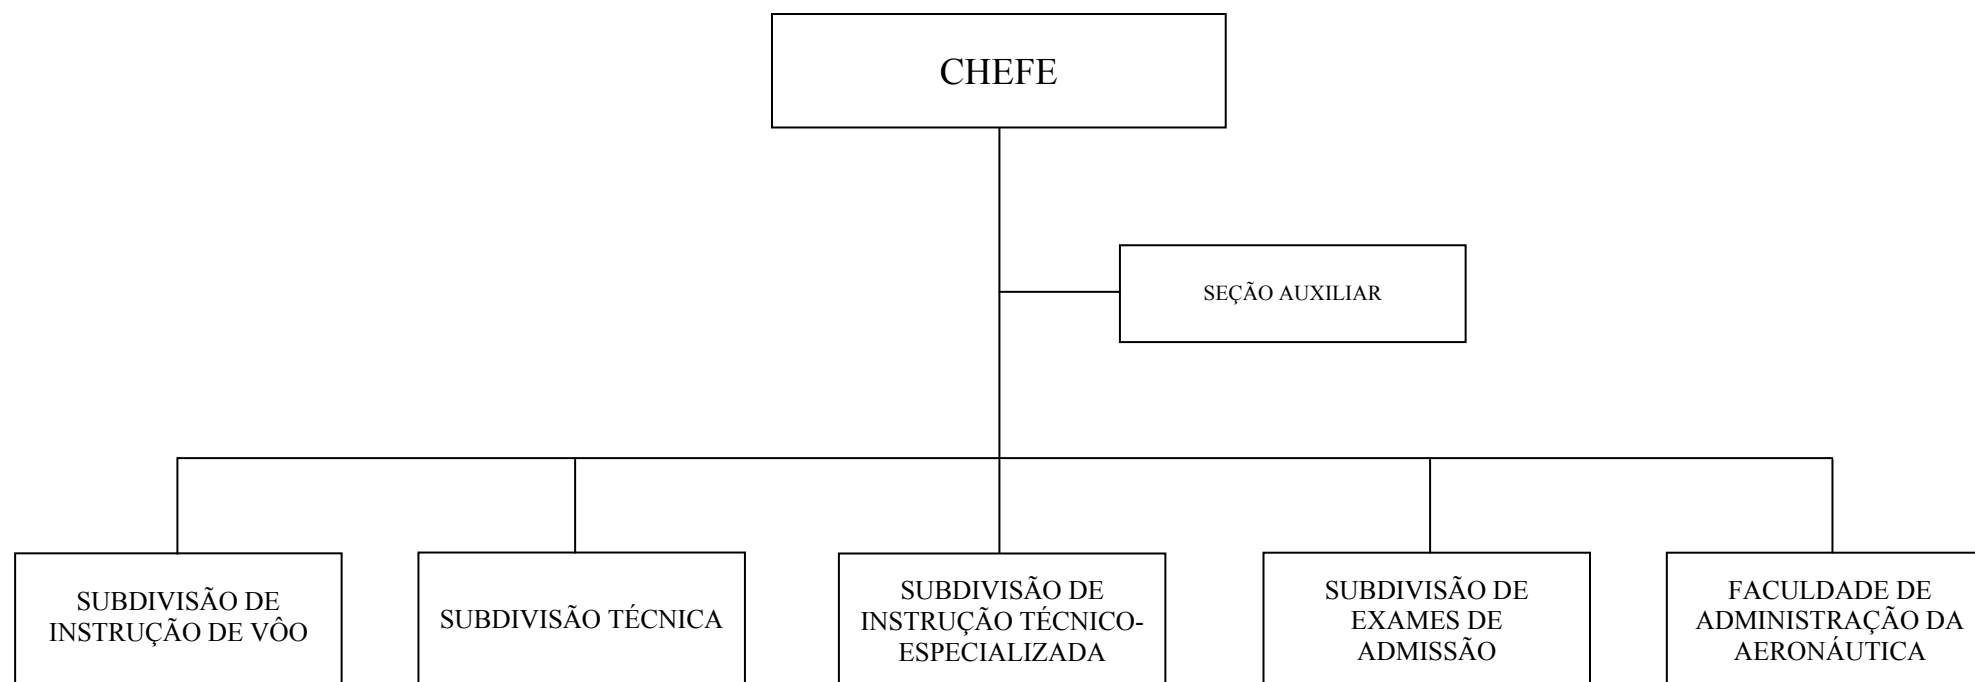 CHEFE
SEÇÃO AUXILIAR
SUBDIVISÃO DE
INSTRUÇÃO DE VÔO
SUBDIVISÃO TÉCNICA
SUBDIVISÃO DE
INSTRUÇÃO TÉCNICO-
ESPECIALIZADA
SUBDIVISÃO DE
EXAMES DE
ADMISSÃO
FACULDADE DE
ADMINISTRAÇÃO DA
AERONÁUTICA